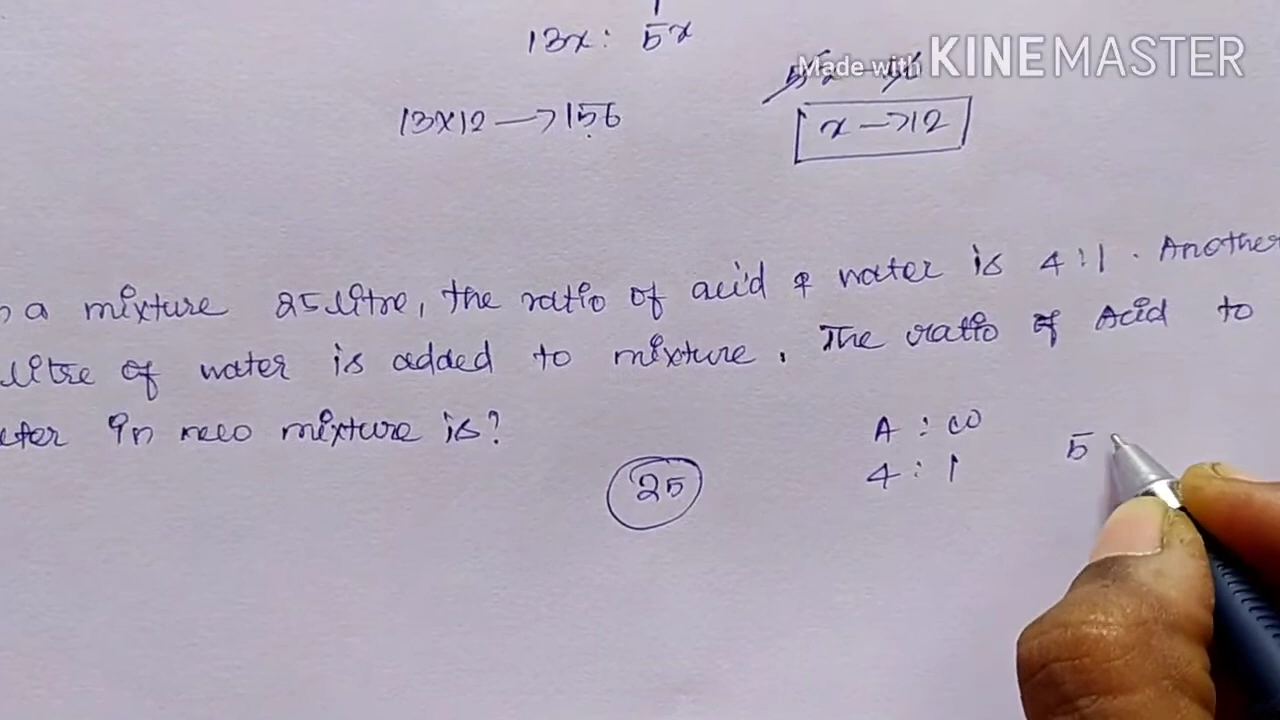 13x : 5x
Made with KINEMASTER
13x12 → 156
x → 12
a mixture 25 litre, the ratio of acid & water is 4:1. Another
litre of water is added to mixture. The ratio of Acid to
in new mixture is?
A : W
25
4 : 1
5